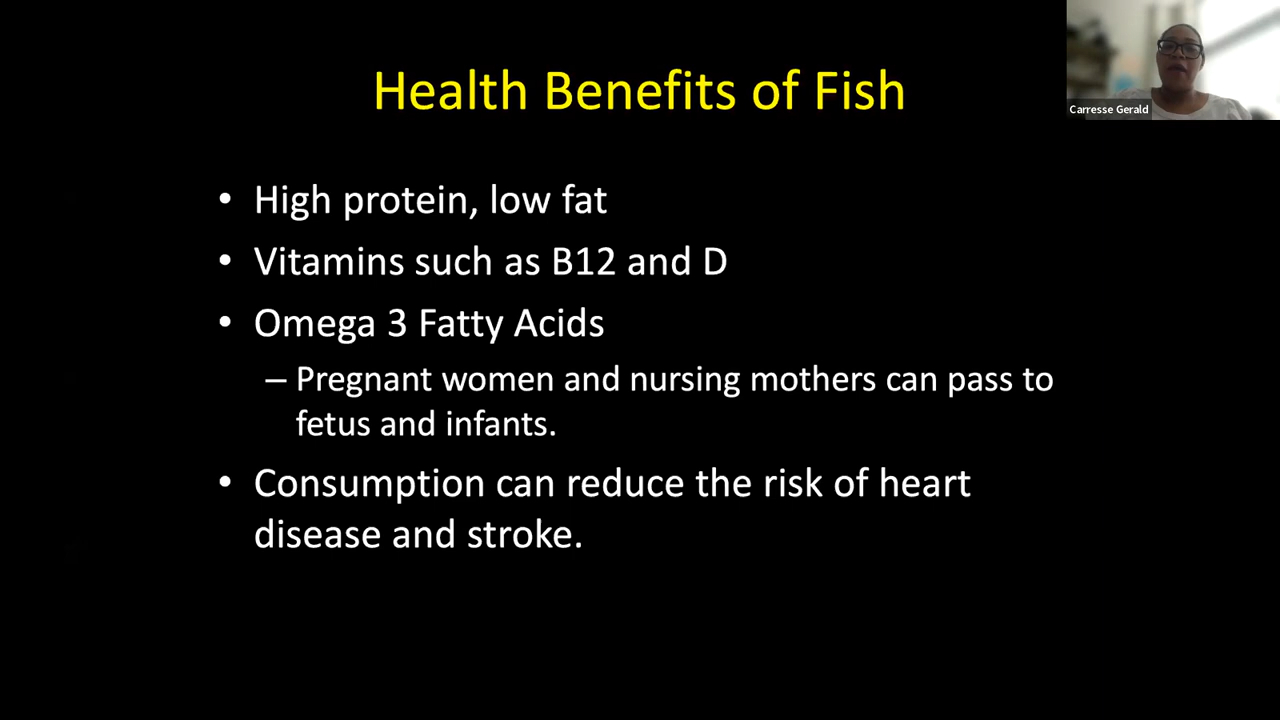 Health Benefits of Fish
Carresse Gerald
• High protein, low fat
• Vitamins such as B12 and D
• Omega 3 Fatty Acids
– Pregnant women and nursing mothers can pass to
fetus and infants.
• Consumption can reduce the risk of heart
disease and stroke.